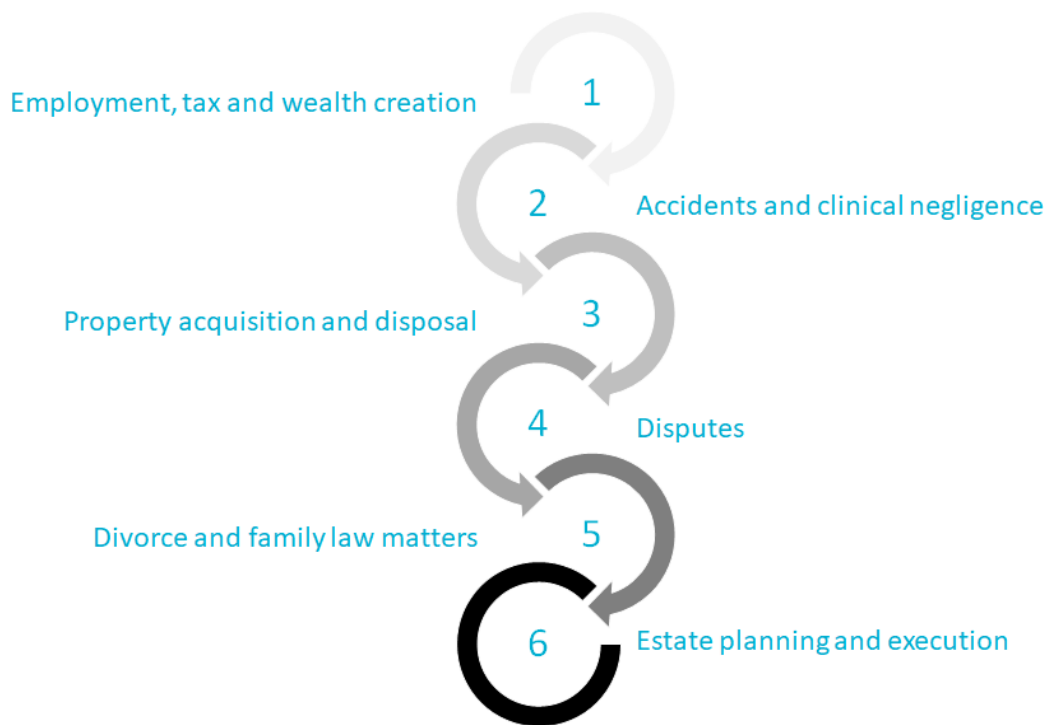 Employment, tax and wealth creation
1
2
Accidents and clinical negligence
Property acquisition and disposal
3
4
Disputes
Divorce and family law matters
5
6
Estate planning and execution